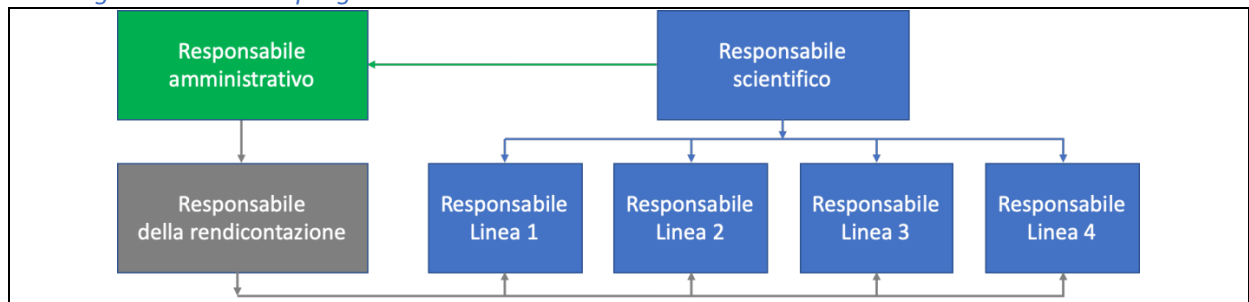 Responsabile
amministrativo
Responsabile
scientifico
Responsabile
della rendicontazione
Responsabile
Linea 1
Responsabile
Linea 2
Responsabile
Linea 3
Responsabile
Linea 4